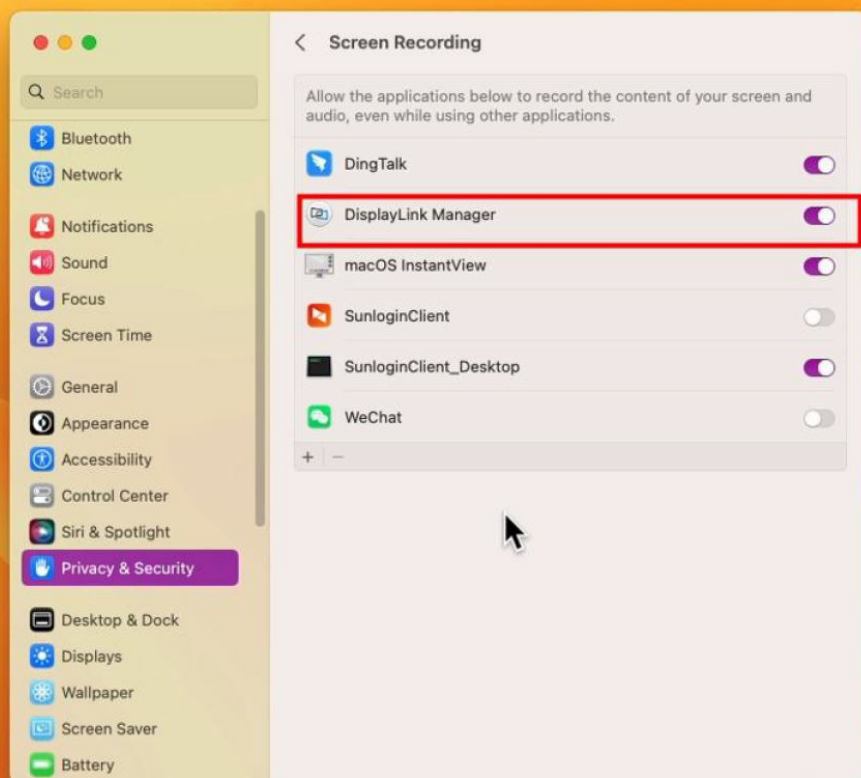 Screen Recording
Search
Allow the applications below to record the content of your screen and
audio, even while using other applications.
Bluetooth
Network
Notifications
Sound
Focus
Screen Time
General
Appearance
Accessibility
Control Center
Siri & Spotlight
Privacy & Security
Desktop & Dock
Displays
Wallpaper
Screen Saver
Battery
DingTalk
DisplayLink Manager
macOS InstantView
SunloginClient
SunloginClient_Desktop
WeChat